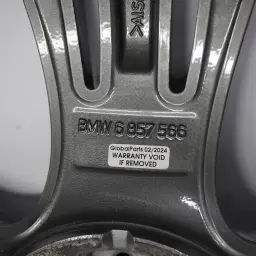 BMW 6 857 566
GlobalParts 02/2024
WARRANTY VOID
IF REMOVED